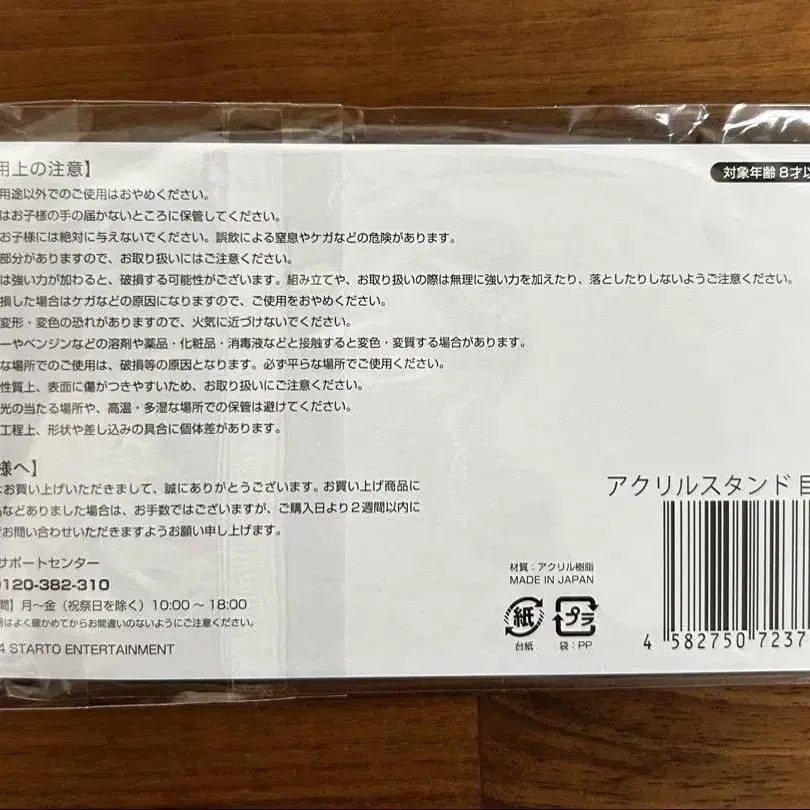 用上の注意】
対象年齢 8才以
用途以外でのご使用はおやめください。
はお子様の手の届かないところに保管してください。
お子様には絶対に与えないでください。誤飲による窒息やケガなどの危険があります。
部分がありますので、お取り扱いにはご注意ください。
は強い力が加わると、破損する可能性がございます。組み立てや、お取り扱いの際は無理に強い力を加えたり、落としたりしないようご注意ください。
損した場合はケガなどの原因になりますので、ご使用をおやめください。
変形・変色の恐れがありますので、火気に近づけないでください。
ーやベンジンなどの溶剤や薬品・化粧品・消毒液などと接触すると変色・変質する場合があります。
な場所でのご使用は、破損等の原因となります。必ず平らな場所でご使用ください。
性質上、表面に傷がつきやすいため、お取り扱いにご注意ください。
光の当たる場所や、高温・多湿な場所での保管は避けてください。
工程上、形状や差し込みの具合に個体差があります。
様へ】
お買い上げいただきまして、誠にありがとうございます。お買い上げ商品に
などありました場合は、お手数ではございますが、ご購入日より2週間以内に
お問い合わせいただきますようお願い申し上げます。
サポートセンター
0120-382-310
間】月〜金（祝祭日を除く）10:00 〜 18:00
はよく確かめてからお間違いのないようにご注意ください。
4 STARTO ENTERTAINMENT
材質：アクリル樹脂
MADE IN JAPAN
紙
プラ
台紙
袋：PP
アクリルスタンド
4 582750 7237